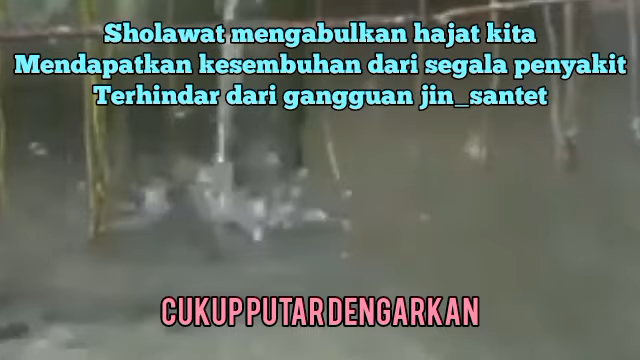 Sholawat mengabulkan hajat kita
Mendapatkan kesembuhan dari segala penyakit
Terhindar dari gangguan jin_santet
CUKUP PUTAR DENGARKAN